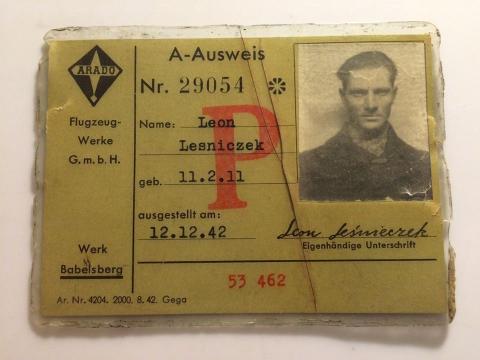 ARADO
Flugzeug-
Werke
G.m.b.H.
Werk
Babelsberg
A-Ausweis
Nr. 29054
P
Name: Leon
Lesniczek
geb. 11.2.11
ausgestellt am:
12.12.42
Leon Leśnieczek
Eigenhändige Unterschrift
53 462
Ar. Nr. 4204. 2000. 8. 42. Gega